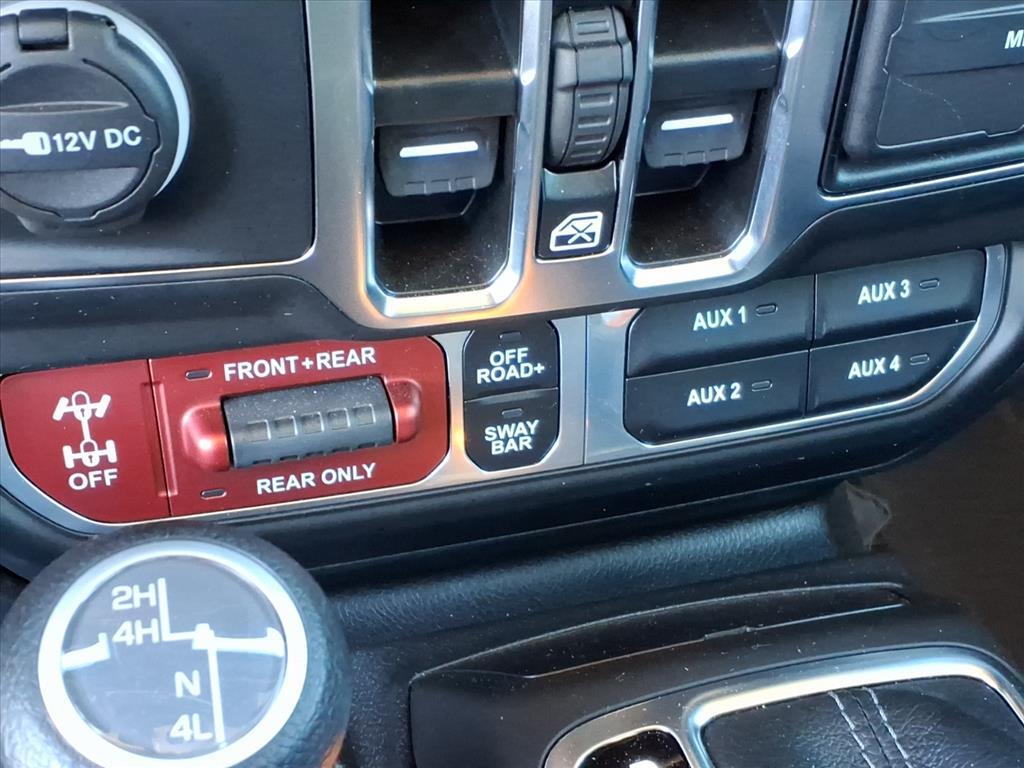 12V DC
M
FRONT+REAR
OFF
REAR ONLY
OFF
ROAD+
SWAY
BAR
AUX 1
AUX 3
AUX 2
AUX 4
2H
4H
N
4L